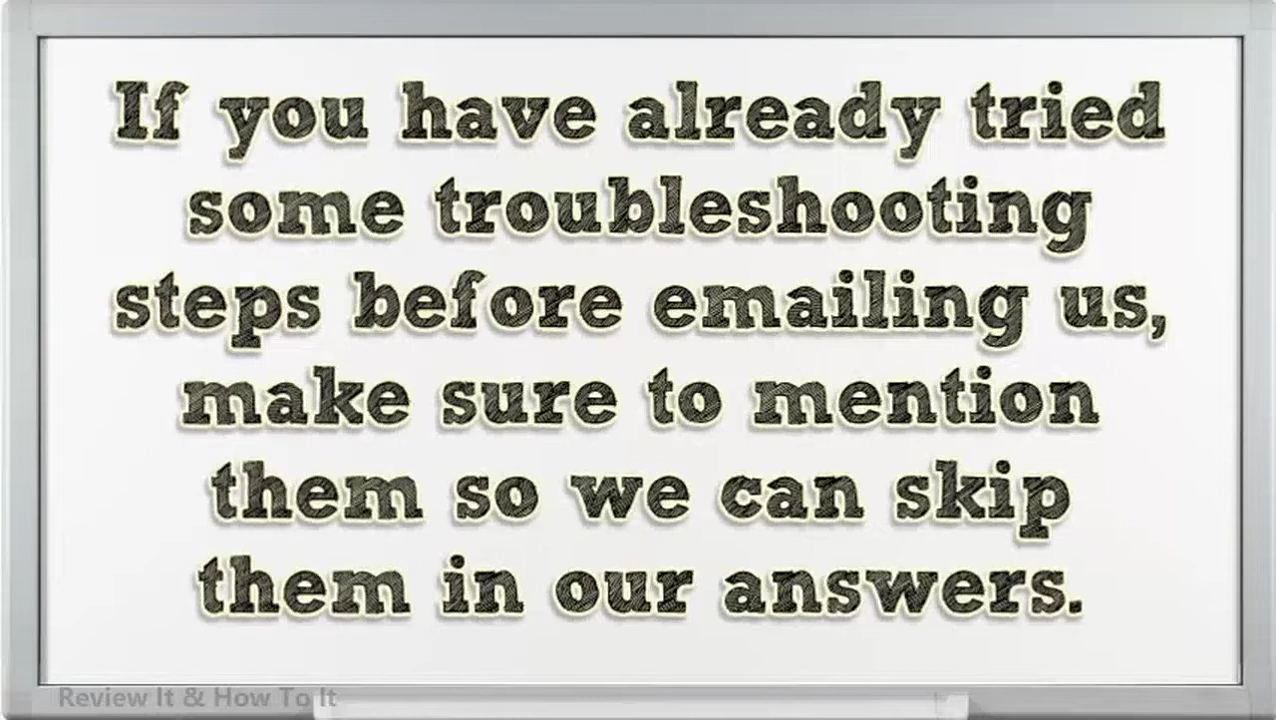 If you have already tried
some troubleshooting
steps before emailing us,
make sure to mention
them so we can skip
them in our answers.
Review It & How To It